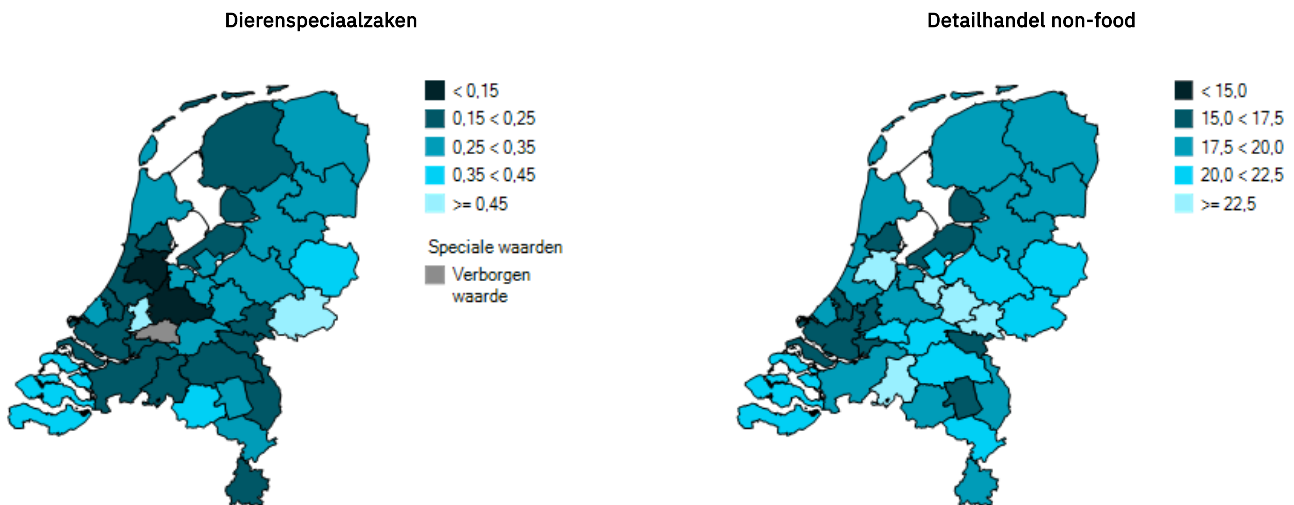 Dierenspeciaalzaken
< 0,15
0,15 < 0,25
0,25 < 0,35
0,35 < 0,45
>= 0,45
Speciale waarden
Verborgen
waarde
Detailhandel non-food
< 15,0
15,0 < 17,5
17,5 < 20,0
20,0 < 22,5
>= 22,5